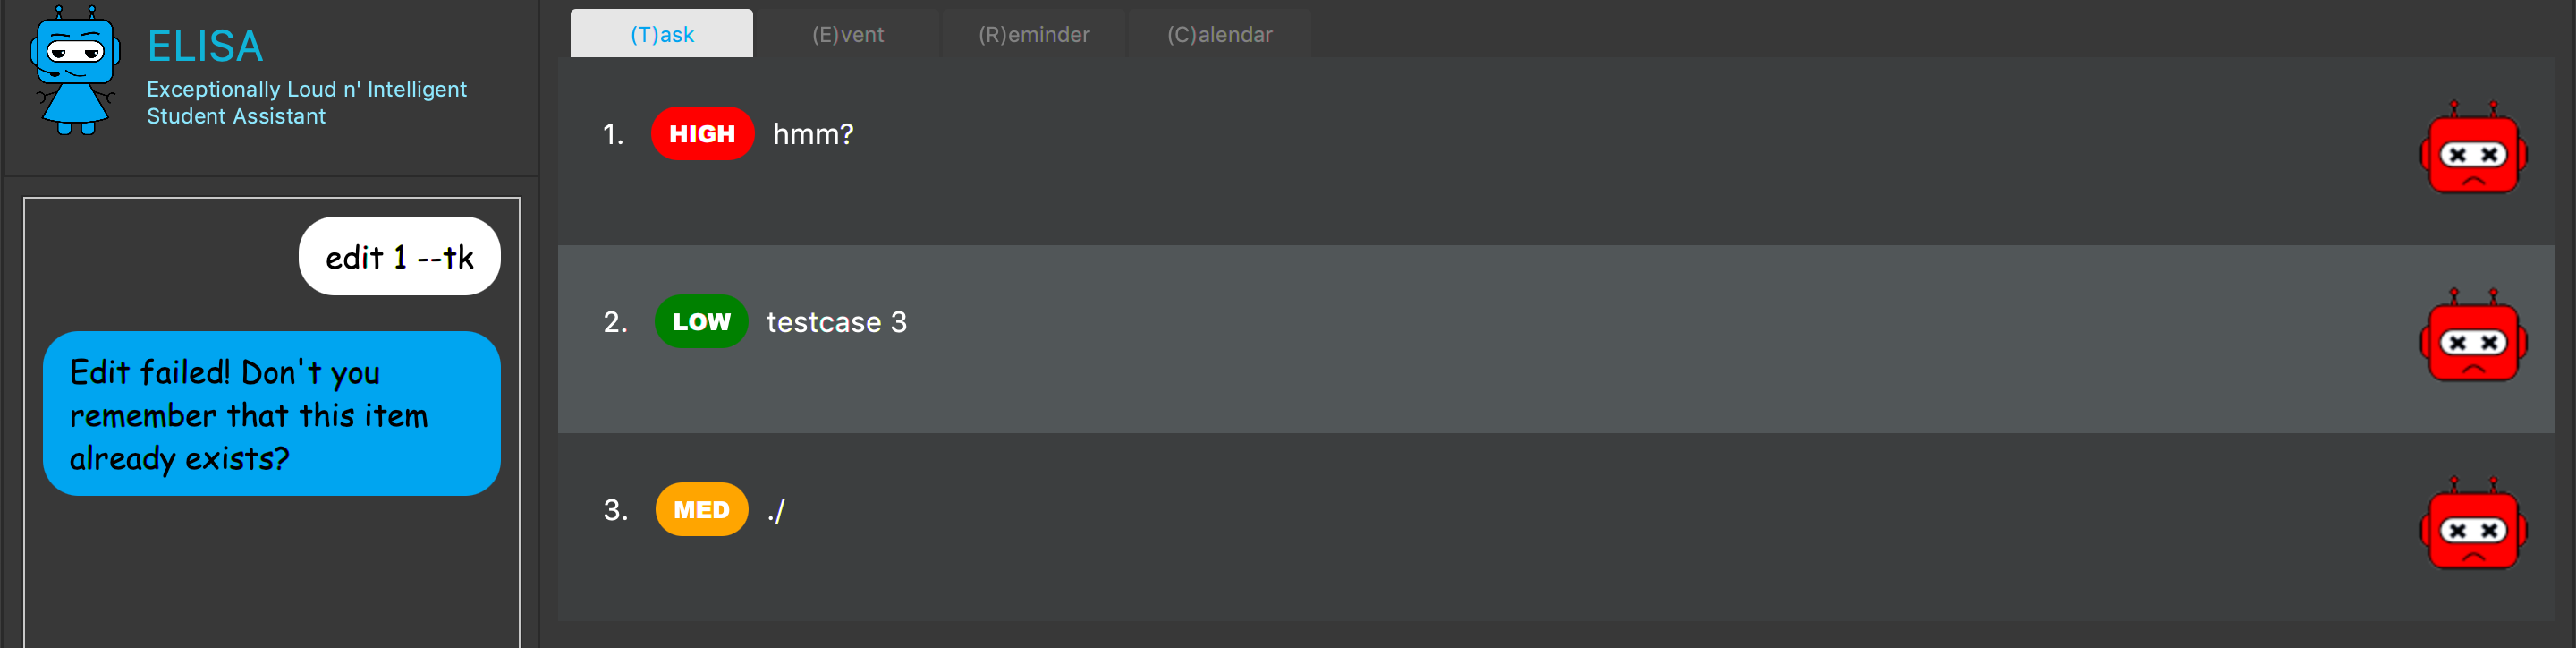 ELISA
Exceptionally Loud n' Intelligent
Student Assistant
edit 1 --tk
Edit failed! Don't you
remember that this item
already exists?
(T)ask (E)vent (R)eminder (C)alendar
1. HIGH hmm?
2. LOW testcase 3
3. MED ./